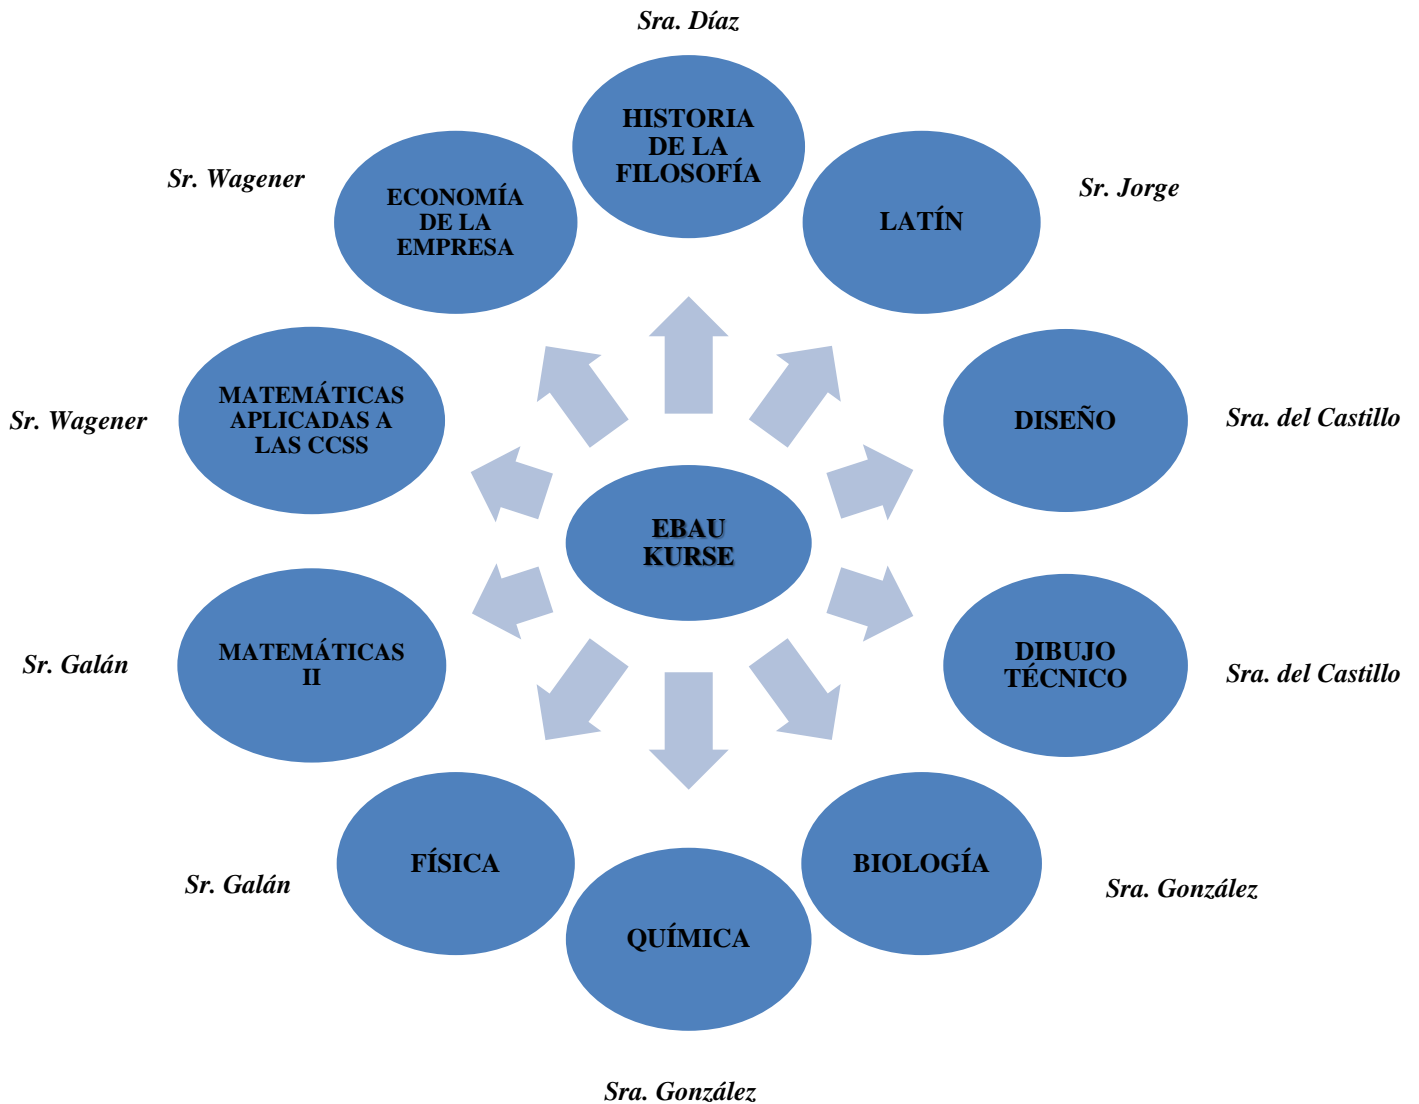 Sra. Díaz
HISTORIA
DE LA
FILOSOFÍA
Sr. Wagener
ECONOMÍA
DE LA
EMPRESA
LATÍN
Sr. Jorge
Sr. Wagener
MATEMÁTICAS
APLICADAS A
LAS CCSS
DISEÑO
Sra. del Castillo
EBAU
KURSE
Sr. Galán
MATEMÁTICAS
II
DIBUJO
TÉCNICO
Sra. del Castillo
Sr. Galán
FÍSICA
QUÍMICA
BIOLOGÍA
Sra. González
Sra. González